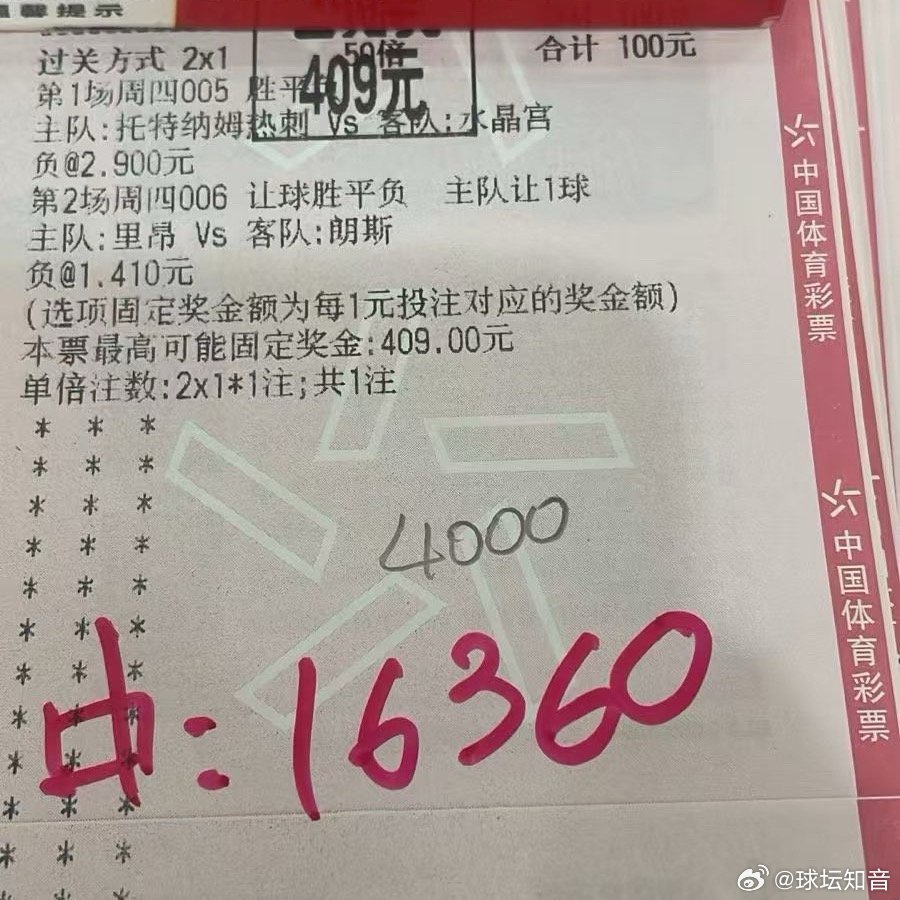 温馨提示
过关方式 2x1
50倍
合计 100元
409元
第1场周四005 胜平
主队:托特纳姆热刺 Vs 客队:水晶宫
负@2.900元
第2场周四006 让球胜平负 主队让1球
主队:里昂 Vs 客队:朗斯
负@1.410元
(选项固定奖金额为每1元投注对应的奖金额)
本票最高可能固定奖金:409.00元
单倍注数:2x1*1注;共1注
4000
中:16360
中国体育彩票
中国体育彩票
@球坛知音